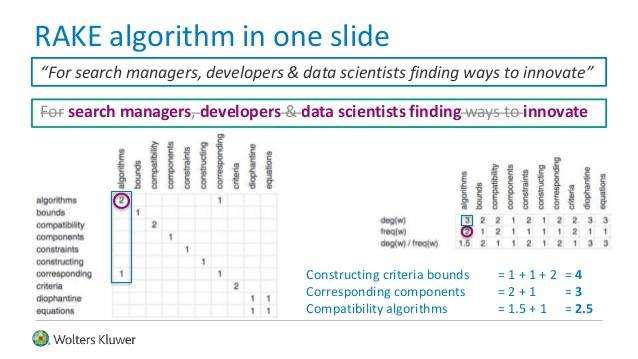 RAKE algorithm in one slide
“For search managers, developers & data scientists finding ways to innovate”
For search managers, developers & data scientists finding ways to innovate
algorithms
bounds
compatibility
components
constraints
constructing
corresponding
criteria
diophantine
equations
algorithms 2 1
bounds 1
compatibility 2
components 1
constraints 1
constructing 1
corresponding 1 1
criteria 2
diophantine 1 1
equations 1 1
algorithms
bounds
compatibility
components
constraints
constructing
corresponding
criteria
diophantine
equations
deg(w) 3 2 2 1 2 1 2 2 3 3
freq(w) 2 1 2 1 1 1 1 2 1 1
deg(w) / freq(w) 1.5 2 1 1 2 1 2 1 3 3
Constructing criteria bounds = 1 + 1 + 2 = 4
Corresponding components = 2 + 1 = 3
Compatibility algorithms = 1.5 + 1 = 2.5
Wolters Kluwer